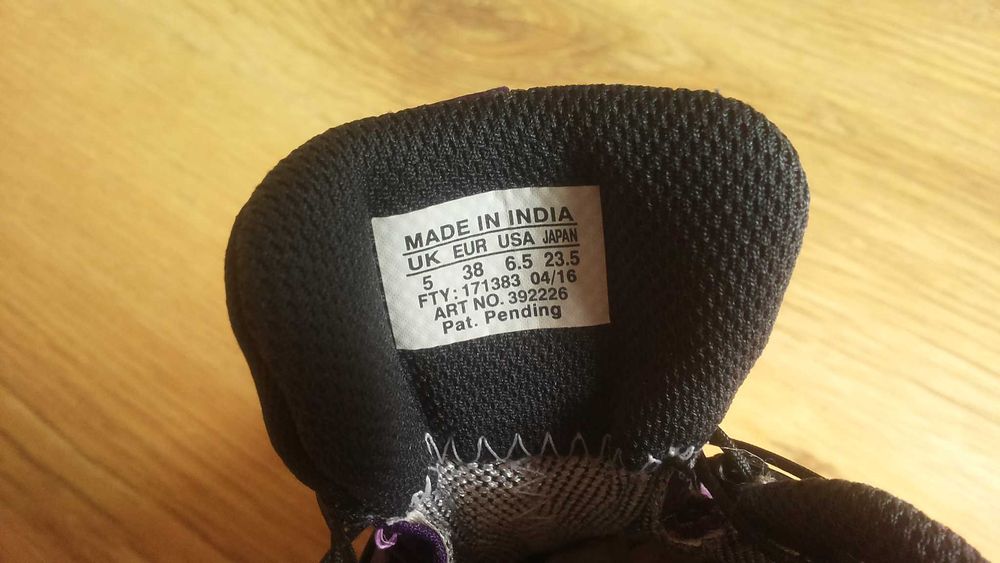 MADE IN INDIA
UK EUR USA JAPAN
5 38 6.5 23.5
FTY: 171383 04/16
ART NO. 392226
Pat. Pending